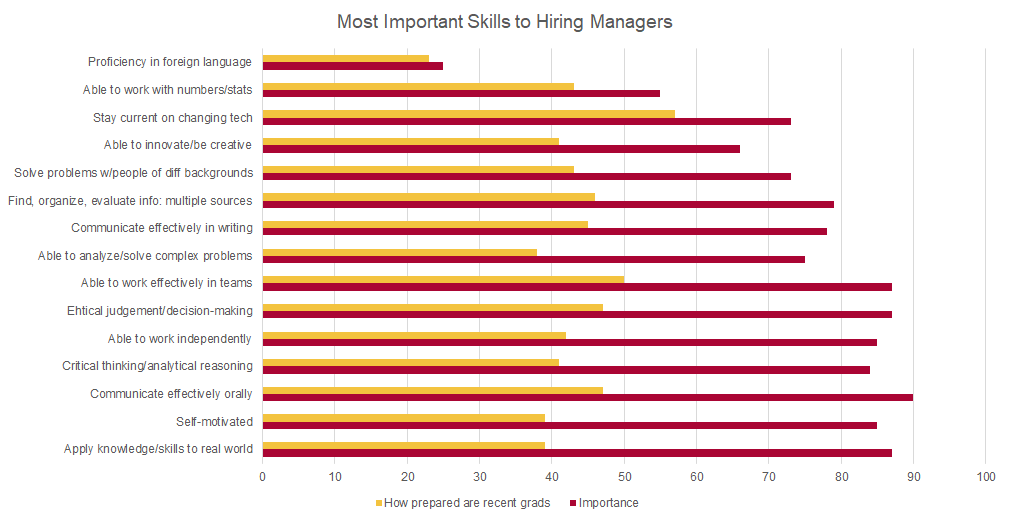 Most Important Skills to Hiring Managers
Proficiency in foreign language
Able to work with numbers/stats
Stay current on changing tech
Able to innovate/be creative
Solve problems w/people of diff backgrounds
Find, organize, evaluate info: multiple sources
Communicate effectively in writing
Able to analyze/solve complex problems
Able to work effectively in teams
Ehtical judgement/decision-making
Able to work independently
Critical thinking/analytical reasoning
Communicate effectively orally
Self-motivated
Apply knowledge/skills to real world
0 10 20 30 40 50 60 70 80 90 100
How prepared are recent grads Importance